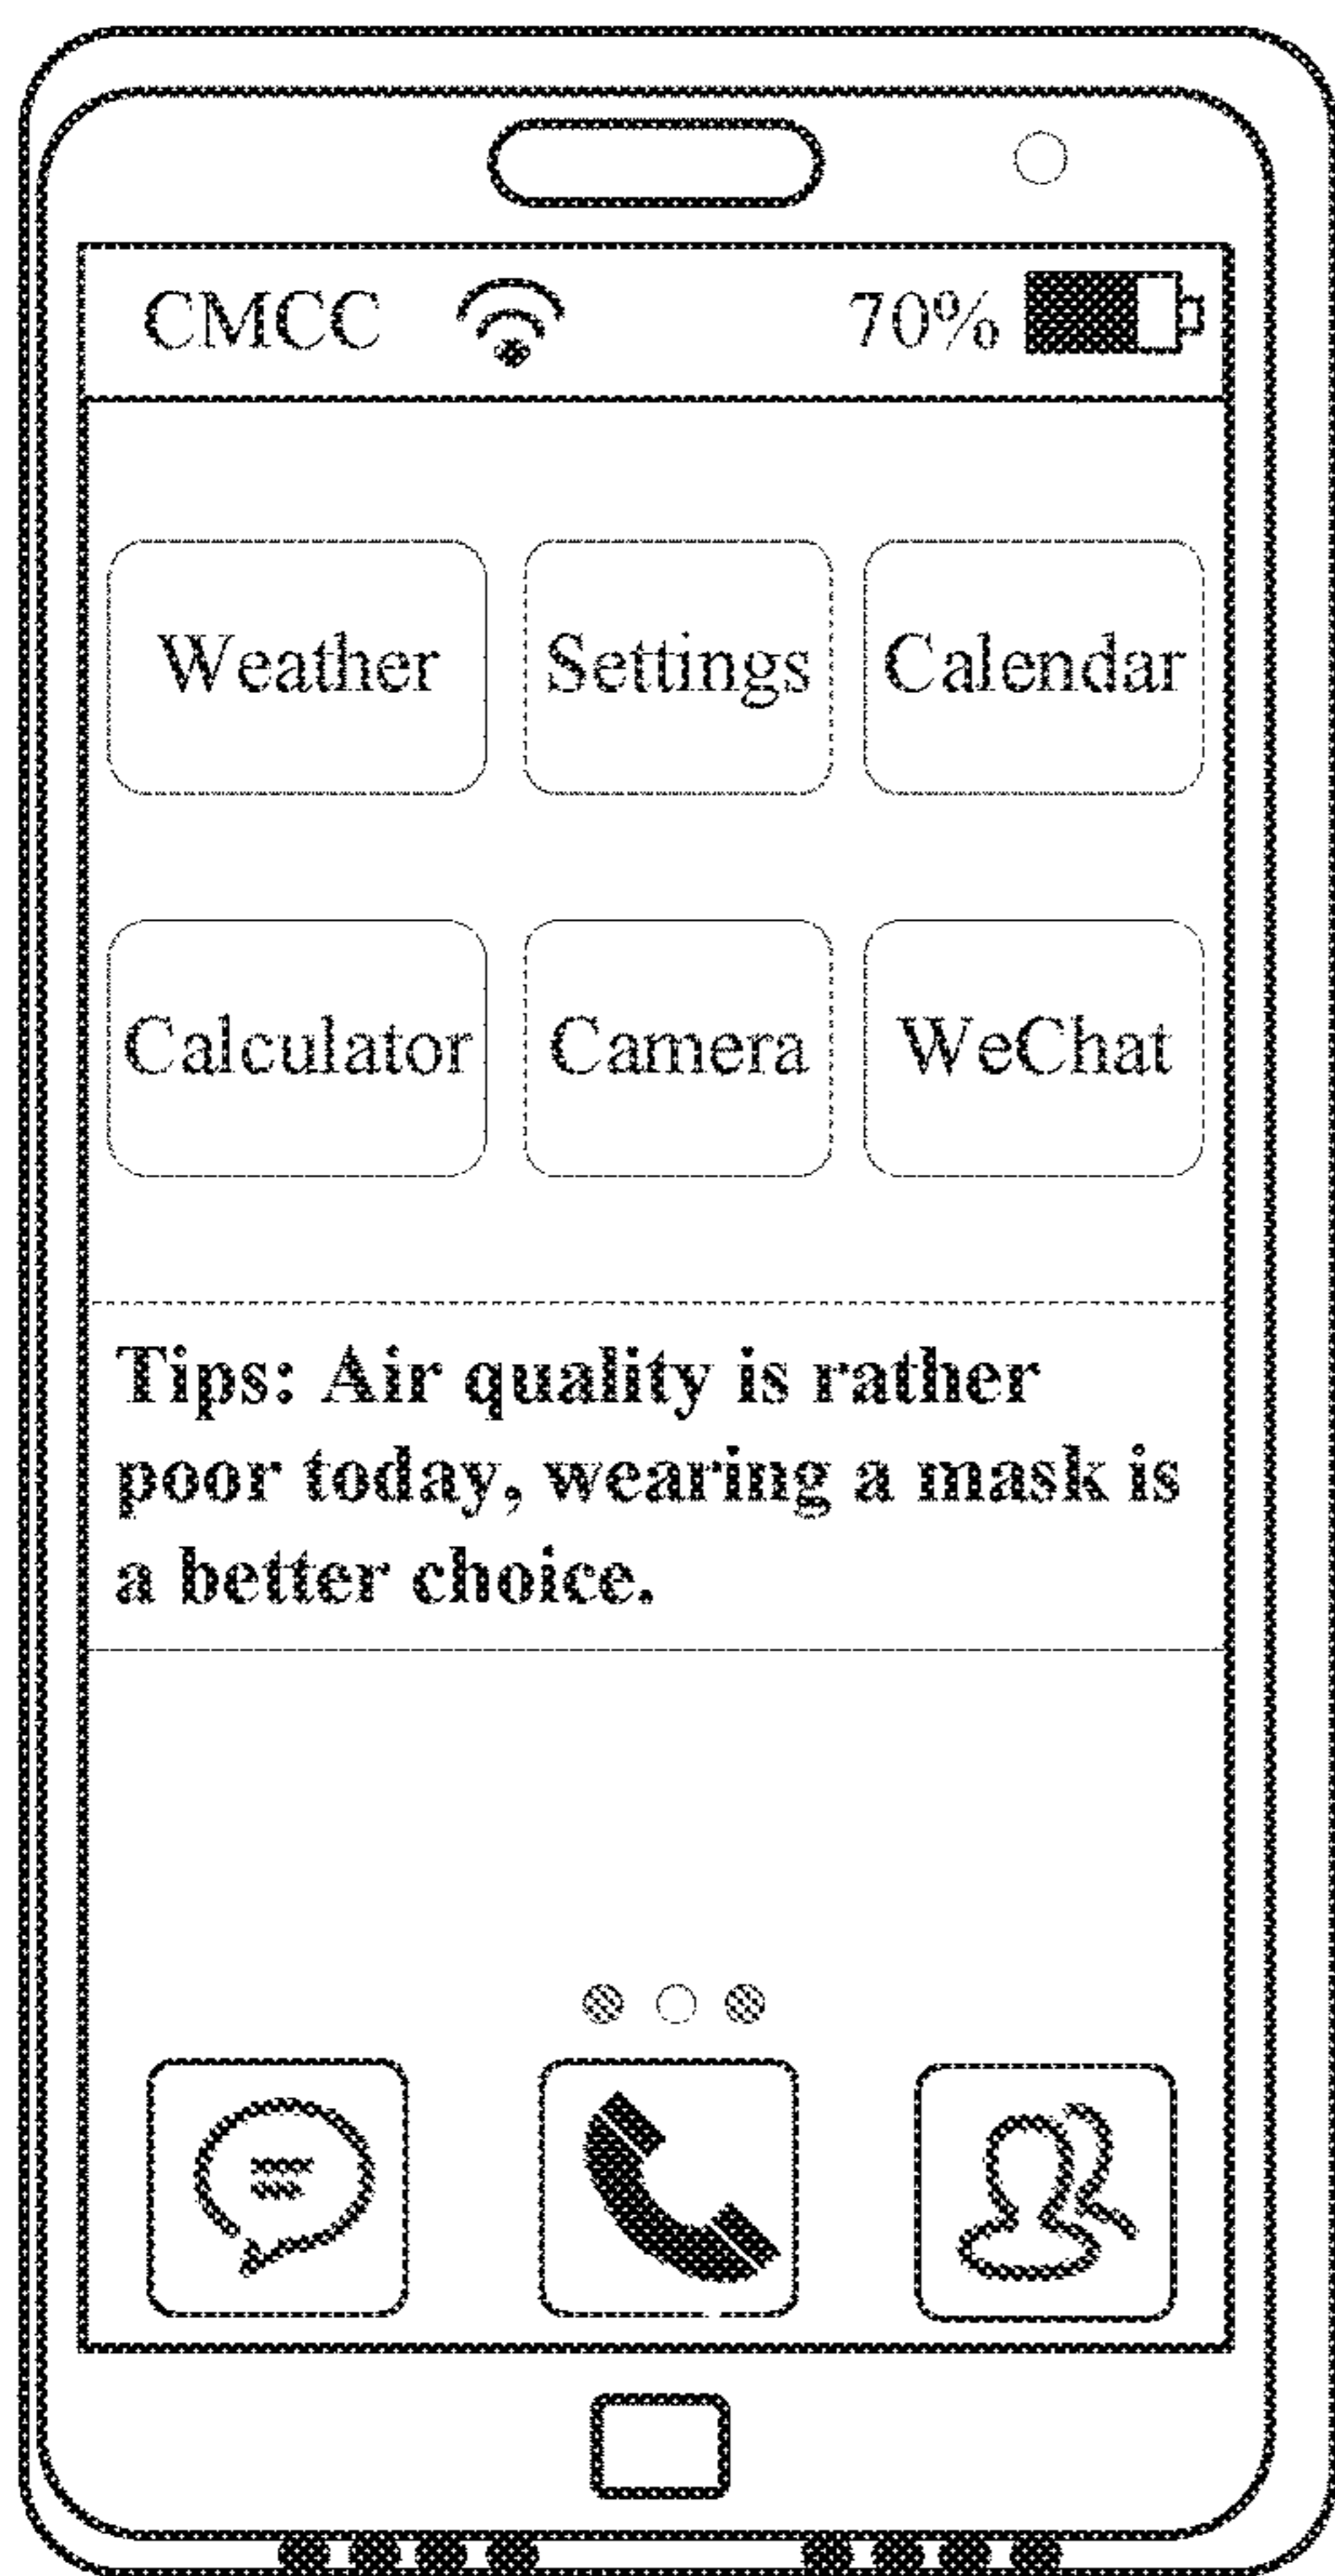 CMCC 70%
Weather Settings Calendar
Calculator Camera WeChat
Tips: Air quality is rather
poor today, wearing a mask is
a better choice.